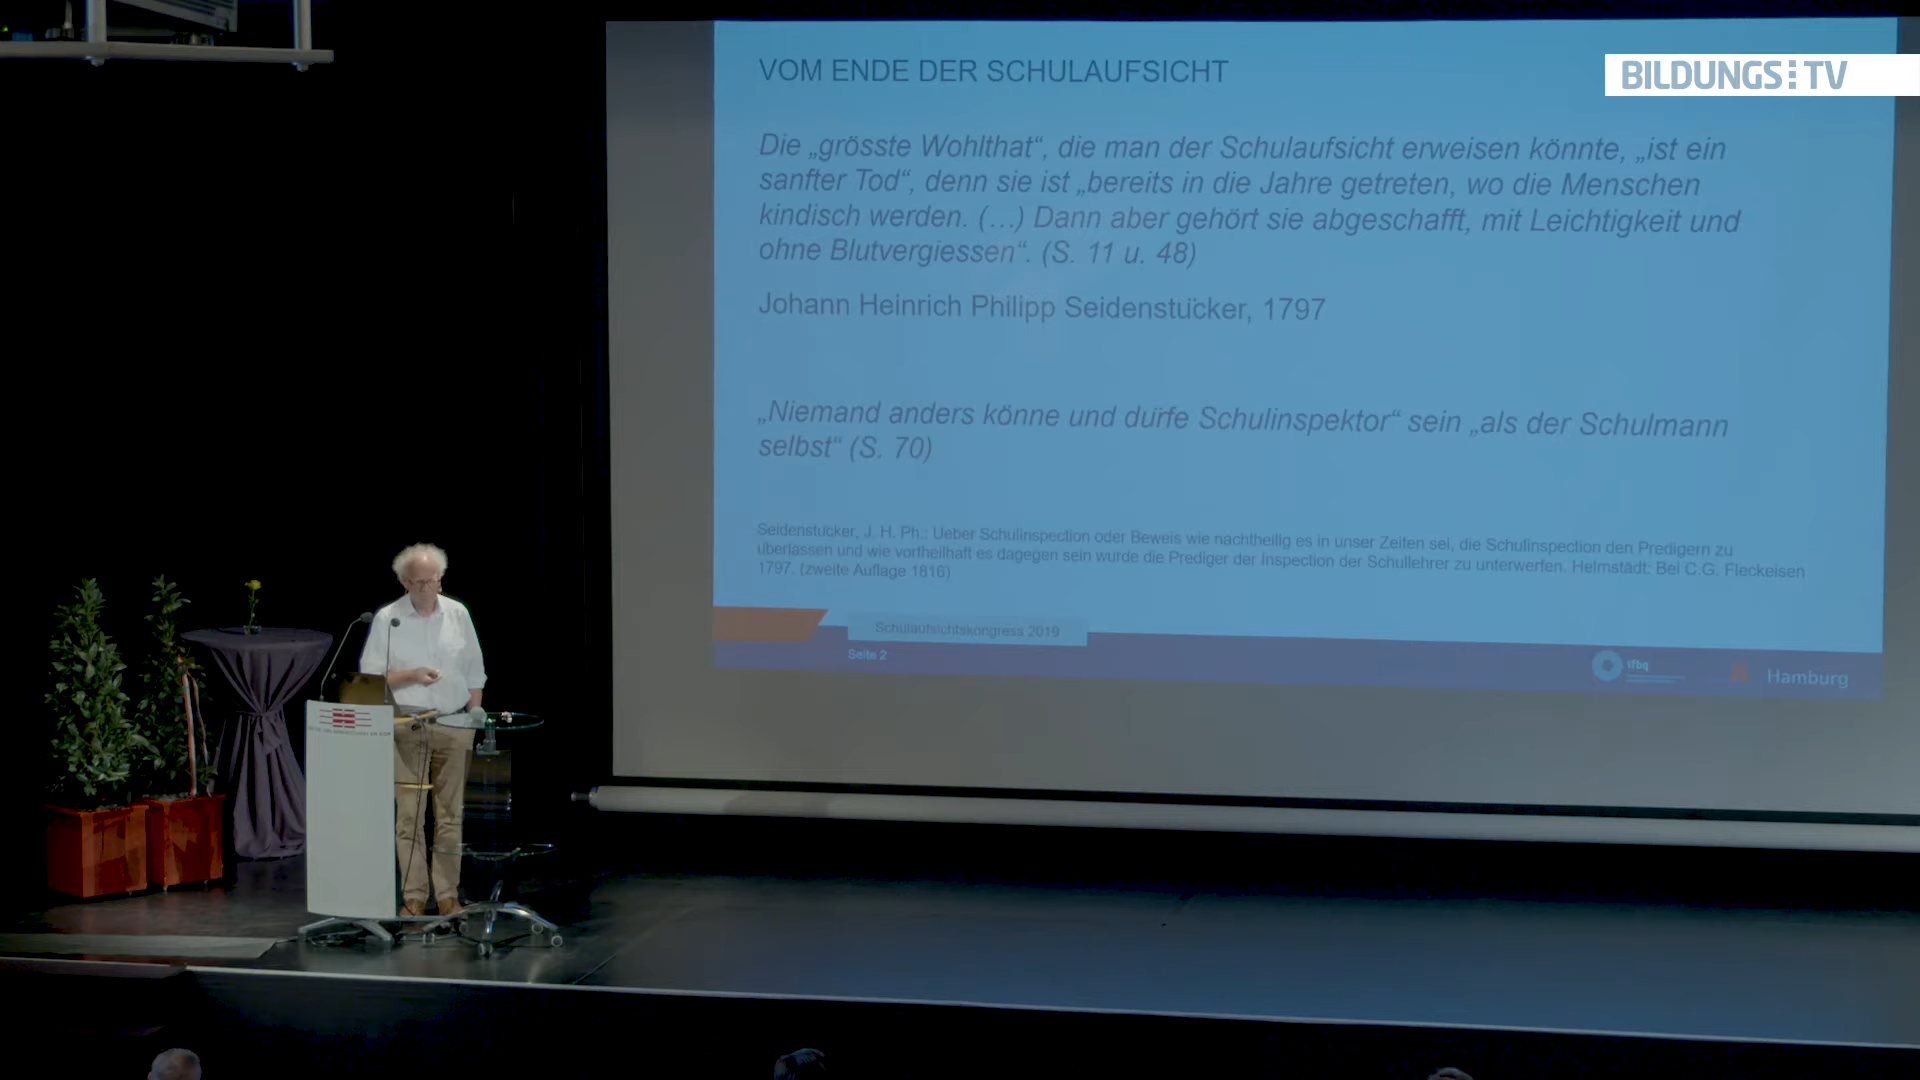 BILDUNGS:TV
VOM ENDE DER SCHULAUFSICHT
Die „grösste Wohlthat“, die man der Schulaufsicht erweisen könnte, „ist ein
sanfter Tod“, denn sie ist „bereits in die Jahre getreten, wo die Menschen
kindisch werden. (…) Dann aber gehört sie abgeschafft, mit Leichtigkeit und
ohne Blutvergiessen“. (S. 11 u. 48)
Johann Heinrich Philipp Seidenstücker, 1797
„Niemand anders könne und dürfe Schulinspektor“ sein „als der Schulmann
selbst“ (S. 70)
Seidenstücker, J. H. Ph.: Ueber Schulinspection oder Beweis wie nachtheilig es in unser Zeiten sei, die Schulinspection den Predigern zu
überlassen und wie vortheilhaft es dagegen sein würde die Prediger der Inspection der Schullehrer zu unterwerfen. Helmstädt: Bei C.G. Fleckeisen
1797. (zweite Auflage 1816)
Schulaufsichtskongress 2019
Seite 2
ifbq
Hamburg